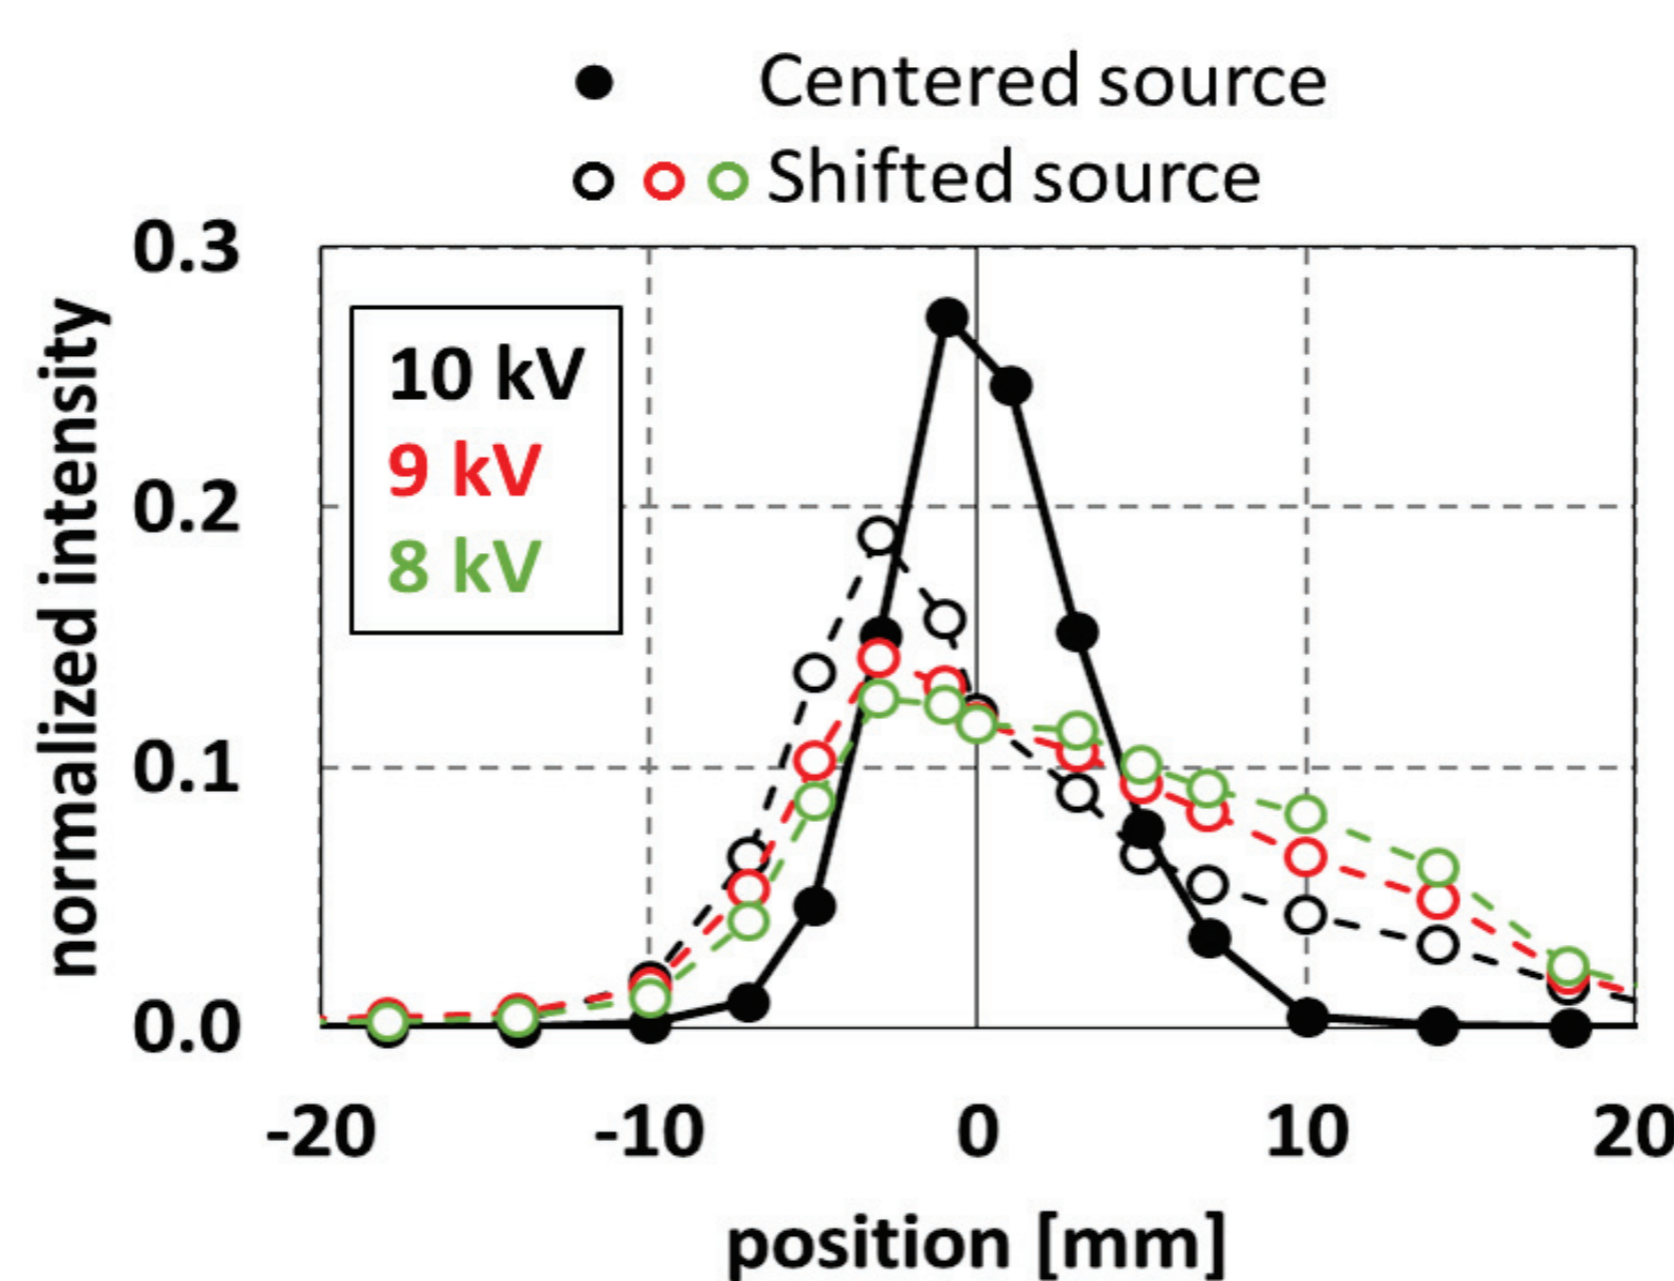 Centered source
Shifted source
0.3
0.2
0.1
0.0
normalized intensity
10 kV
9 kV
8 kV
-20 -10 0 10 20
position [mm]